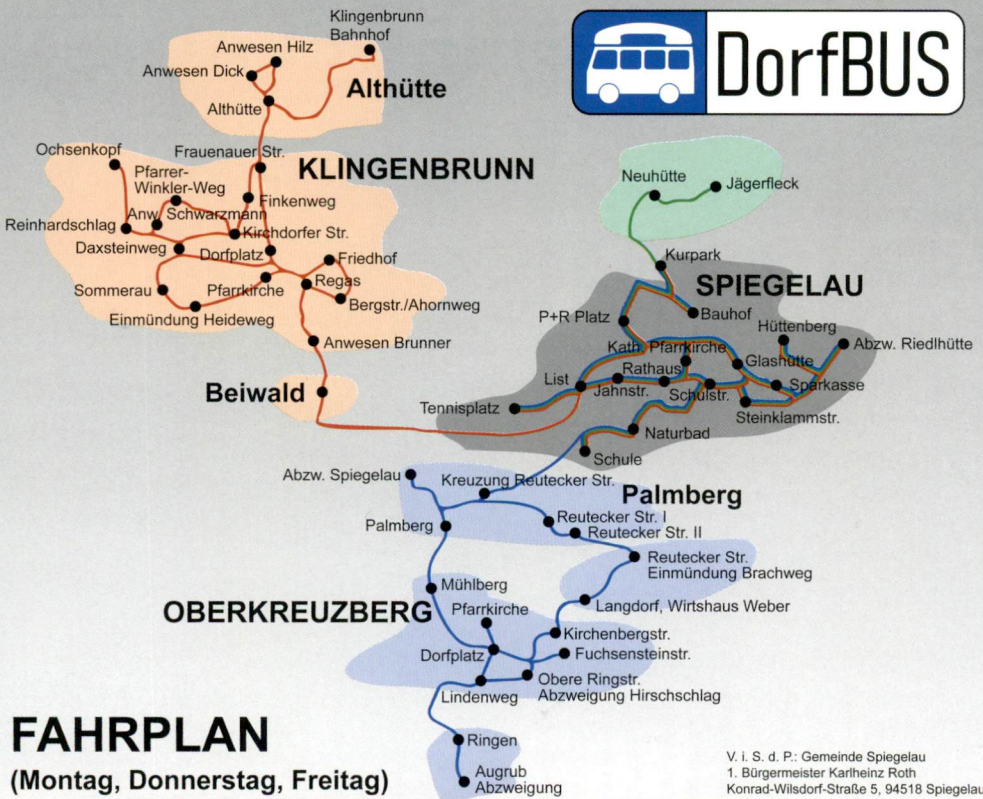 DorfBUS
Klingenbrunn
Bahnhof
Anwesen Hilz
Anwesen Dick
Althütte
Althütte
Ochsenkopf
Frauenauer Str.
KLINGENBRUNN
Pfarrer-
Winkler-Weg
Finkenweg
Anw. Schwarzmann
Reinhardschlag
Kirchdorfer Str.
Daxsteinweg
Dorfplatz
Friedhof
Sommerau
Pfarrkirche
Regas
Einmündung Heideweg
Bergstr./Ahornweg
Anwesen Brunner
Beiwald
Neuhütte
Jägerfleck
Kurpark
SPIEGELAU
P+R Platz
Bauhof
Hüttenberg
Kath. Pfarrkirche
Glashütte
Abzw. Riedlhütte
List
Rathaus
Jahnstr.
Schulstr.
Sparkasse
Tennisplatz
Steinklammstr.
Naturbad
Schule
Abzw. Spiegelau
Kreuzung Reutecker Str.
Palmberg
Palmberg
Reutecker Str. I
Reutecker Str. II
Reutecker Str.
Einmündung Brachweg
Mühlberg
OBERKREUZBERG
Pfarrkirche
Langdorf, Wirtshaus Weber
Kirchenbergstr.
Dorfplatz
Fuchsensteinstr.
Lindenweg
Obere Ringstr.
Abzweigung Hirschschlag
Ringen
Augrub
Abzweigung
FAHRPLAN
(Montag, Donnerstag, Freitag)
V. i. S. d. P.: Gemeinde Spiegelau
1. Bürgermeister Karlheinz Roth
Konrad-Wilsdorf-Straße 5, 94518 Spiegelau